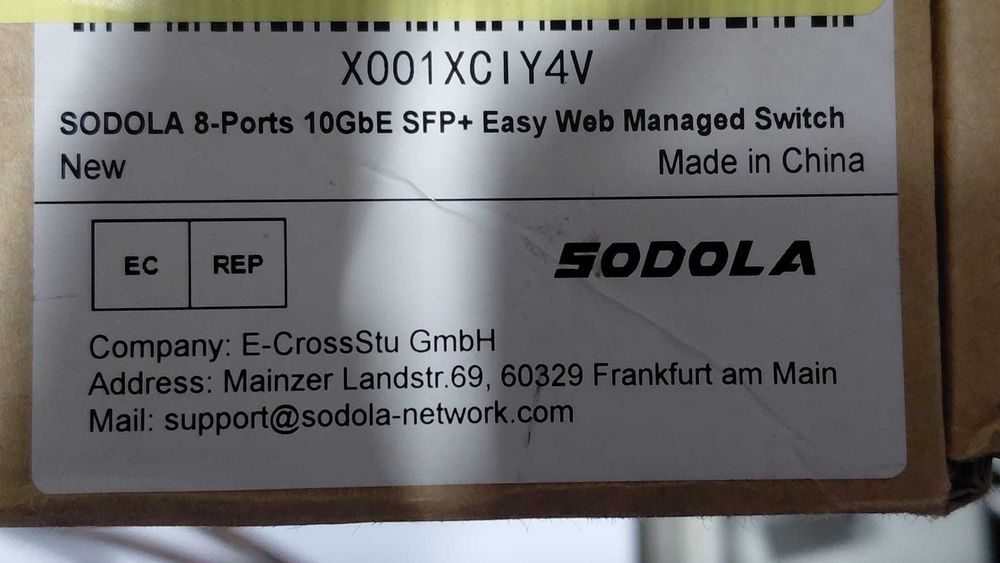 X001XCIY4V
SODOLA 8-Ports 10GbE SFP+ Easy Web Managed Switch
New
Made in China
EC REP
SODOLA
Company: E-CrossStu GmbH
Address: Mainzer Landstr.69, 60329 Frankfurt am Main
Mail: support@sodola-network.com